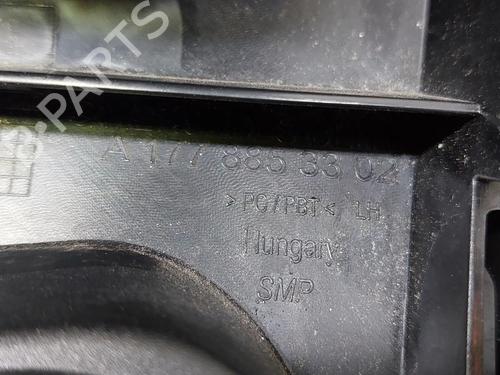 B-PARTS
A 177 885 33 02
>PC/PBT< LH
Hungary
SMP